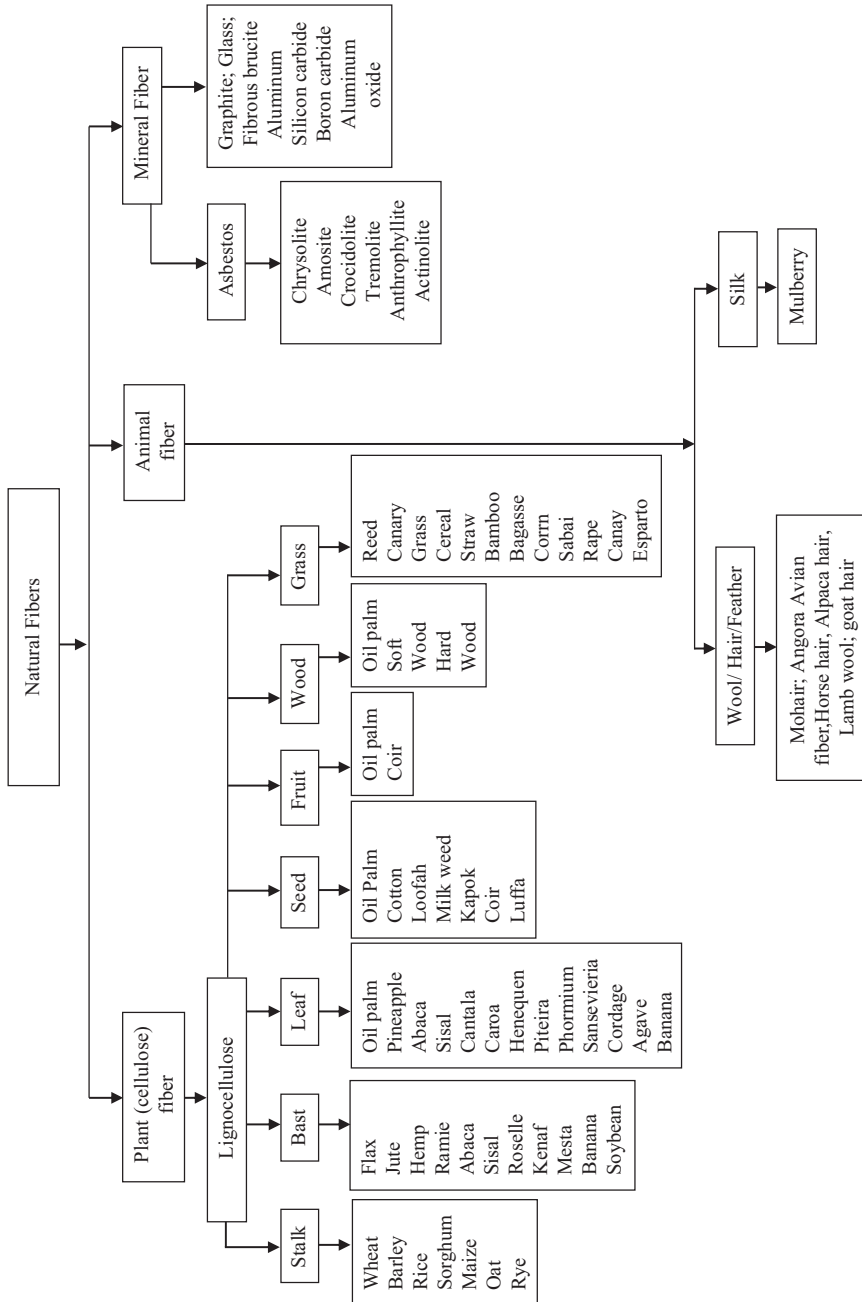 Natural Fibers
Plant (cellulose)
fiber
Animal
fiber
Mineral Fiber
Lignocellulose
Asbestos
Graphite; Glass;
Fibrous brucite
Aluminum
Silicon carbide
Boron carbide
Aluminum
oxide
Chrysolite
Amosite
Crocidolite
Tremolite
Anthrophyllite
Actinolite
Stalk
Bast
Leaf
Seed
Fruit
Wood
Grass
Wheat
Barley
Rice
Sorghum
Maize
Oat
Rye
Flax
Jute
Hemp
Ramie
Abaca
Sisal
Roselle
Kenaf
Mesta
Banana
Soybean
Oil palm
Pineapple
Abaca
Sisal
Cantala
Caroa
Henequen
Piteira
Phormium
Sansevieria
Cordage
Agave
Banana
Oil Palm
Cotton
Loofah
Milk weed
Kapok
Coir
Luffa
Oil palm
Coir
Oil palm
Soft
Wood
Hard
Wood
Reed
Canary
Grass
Cereal
Straw
Bamboo
Bagasse
Corrn
Sabai
Rape
Canay
Esparto
Wool/ Hair/Feather
Silk
Mohair; Angora Avian
fiber,Horse hair, Alpaca hair,
Lamb wool; goat hair
Mulberry